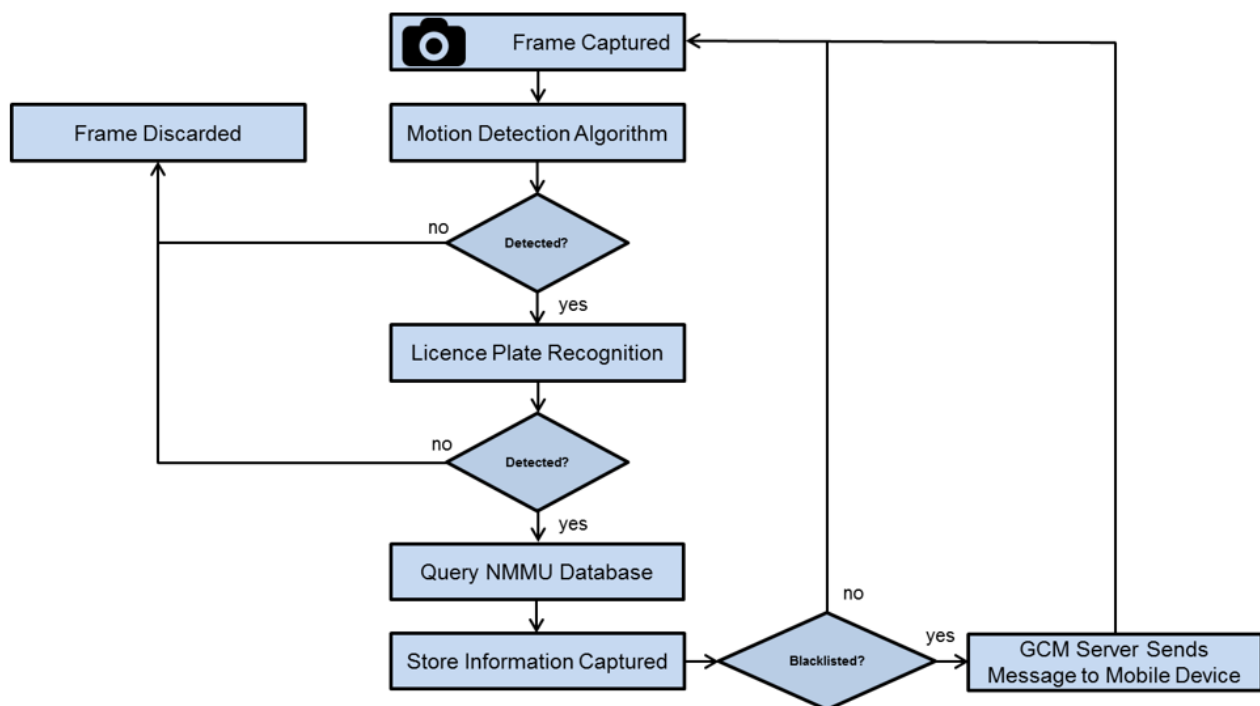 Frame Captured
Frame Discarded
Motion Detection Algorithm
no
Detected?
yes
Licence Plate Recognition
no
Detected?
yes
Query NMMU Database
no
Store Information Captured
Blacklisted?
yes
GCM Server Sends
Message to Mobile Device